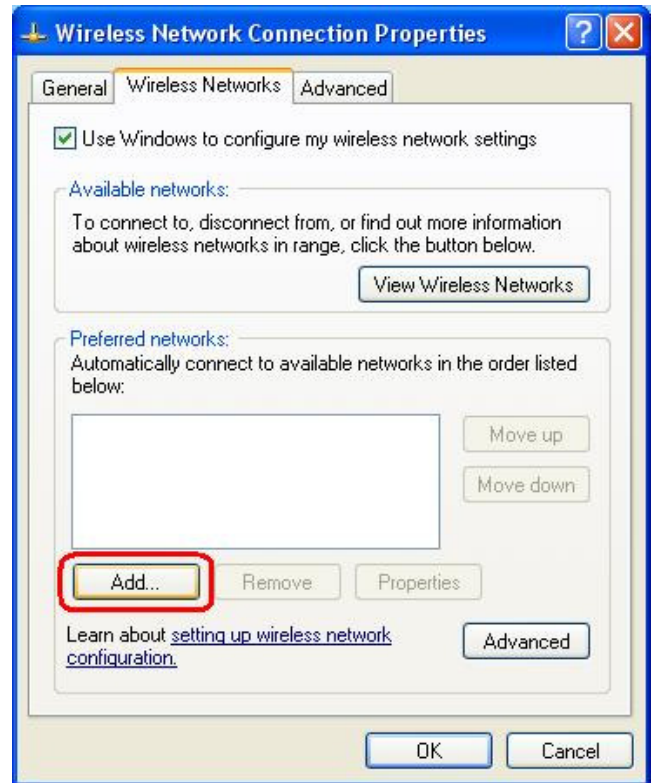 Wireless Network Connection Properties
General Wireless Networks Advanced
Use Windows to configure my wireless network settings
Available networks:
To connect to, disconnect from, or find out more information
about wireless networks in range, click the button below.
View Wireless Networks
Preferred networks:
Automatically connect to available networks in the order listed
below:
Move up
Move down
Add... Remove Properties
Learn about setting up wireless network
configuration.
Advanced
OK Cancel